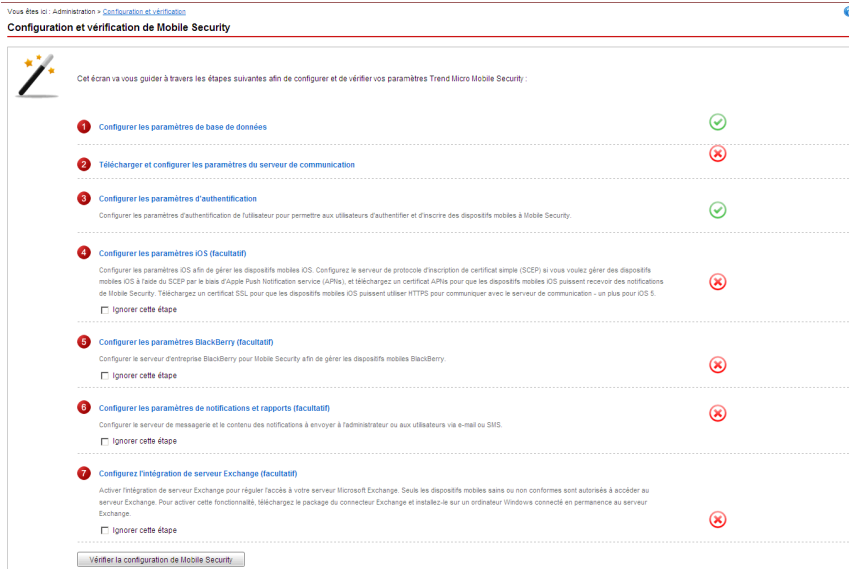 Vous êtes ici : Administration > Configuration et vérification
Configuration et vérification de Mobile Security
Cet écran va vous guider à travers les étapes suivantes afin de configurer et de vérifier vos paramètres Trend Micro Mobile Security :
1 Configurer les paramètres de base de données
2 Télécharger et configurer les paramètres du serveur de communication
3 Configurer les paramètres d'authentification
Configurer les paramètres d'authentification de l'utilisateur pour permettre aux utilisateurs d'authentifier et d'inscrire des dispositifs mobiles à Mobile Security.
4 Configurer les paramètres iOS (facultatif)
Configurer les paramètres iOS afin de gérer les dispositifs mobiles iOS. Configurez le serveur de protocole d'inscription de certificat simple (SCEP) si vous voulez gérer des dispositifs
mobiles iOS à l'aide du SCEP par le biais d'Apple Push Notification service (APNs), et téléchargez un certificat APNs pour que les dispositifs mobiles iOS puissent recevoir des notifications
de Mobile Security. Téléchargez un certificat SSL pour que les dispositifs mobiles iOS puissent utiliser HTTPS pour communiquer avec le serveur de communication - un plus pour iOS 5.
Ignorer cette étape
5 Configurer les paramètres BlackBerry (facultatif)
Configurer le serveur d'entreprise BlackBerry pour Mobile Security afin de gérer les dispositifs mobiles BlackBerry.
Ignorer cette étape
6 Configurer les paramètres de notifications et rapports (facultatif)
Configurer le serveur de messagerie et le contenu des notifications à envoyer à l'administrateur ou aux utilisateurs via e-mail ou SMS.
Ignorer cette étape
7 Configurez l'intégration de serveur Exchange (facultatif)
Activer l'intégration de serveur Exchange pour réguler l'accès à votre serveur Microsoft Exchange. Seuls les dispositifs mobiles sains ou non conformes sont autorisés à accéder au
serveur Exchange. Pour activer cette fonctionnalité, téléchargez le package du connecteur Exchange et installez-le sur un ordinateur Windows connecté en permanence au serveur
Exchange.
Ignorer cette étape
Vérifier la configuration de Mobile Security